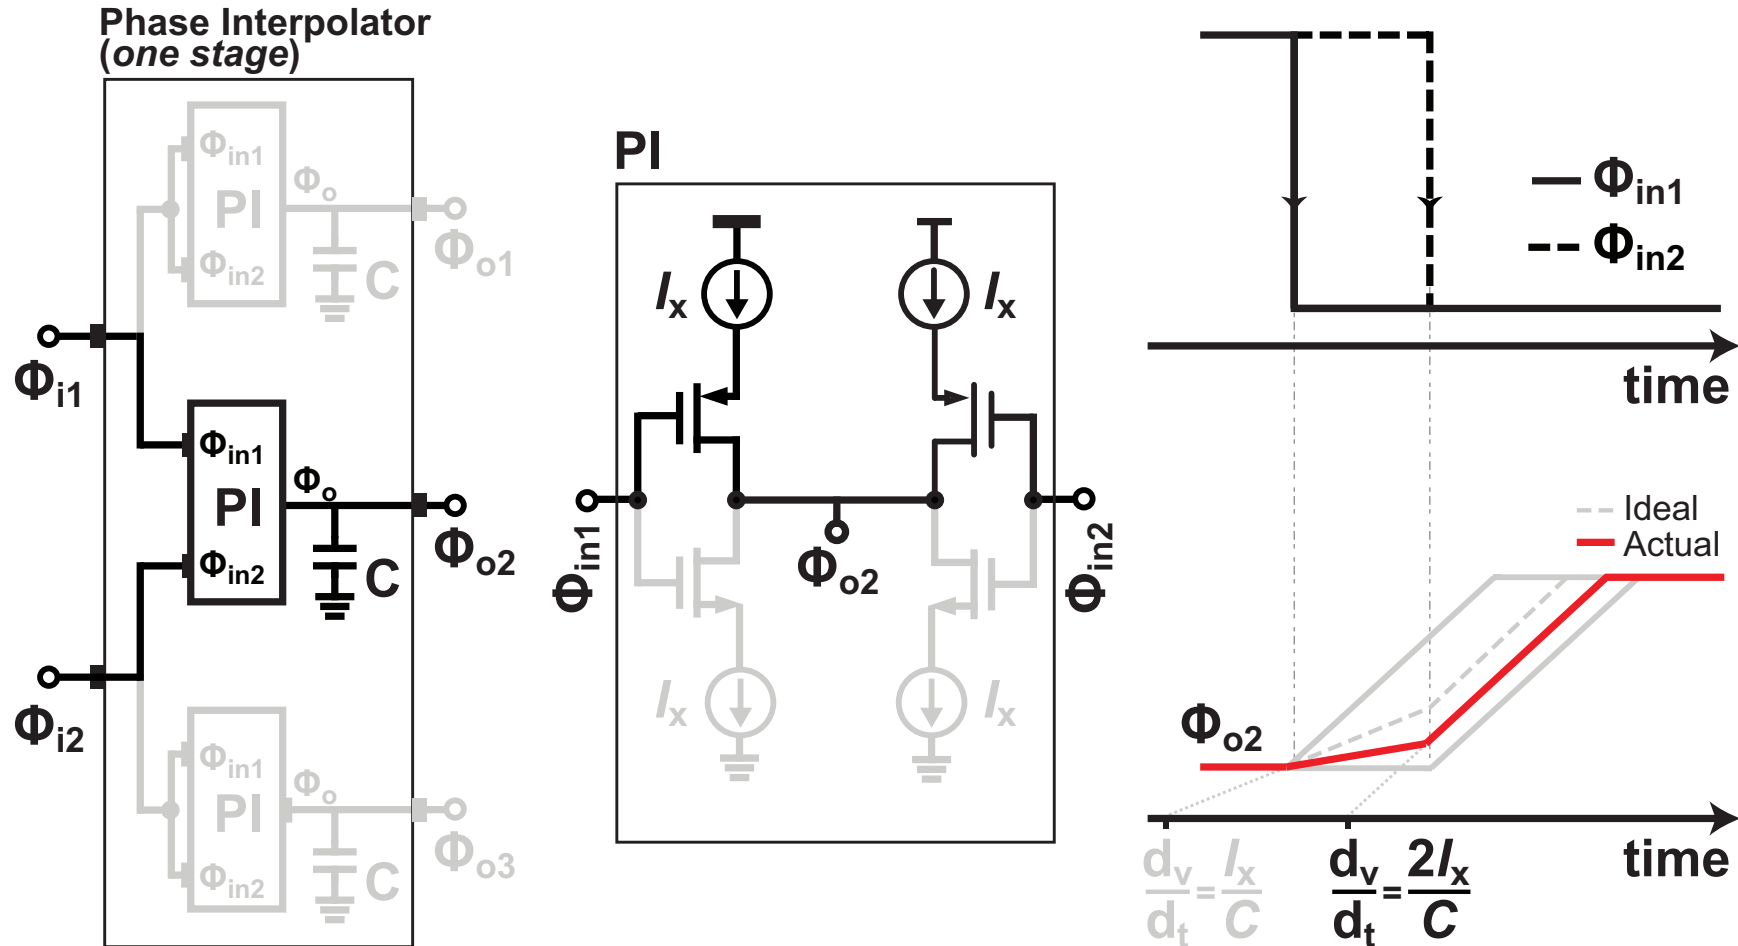 Phase Interpolator
(one stage)
Φin1
PI
Φin2
Φo
C
Φo1
Φi1
Φin1
PI
Φin2
Φo
C
Φo2
Φi2
Φin1
PI
Φin2
Φo
C
Φo3
PI
Ix
Ix
Φin1
Φo2
Φin2
Ix
Ix
Φin1
Φin2
time
Ideal
Actual
Φo2
time
dv/dt = Ix/C
dv/dt = 2Ix/C